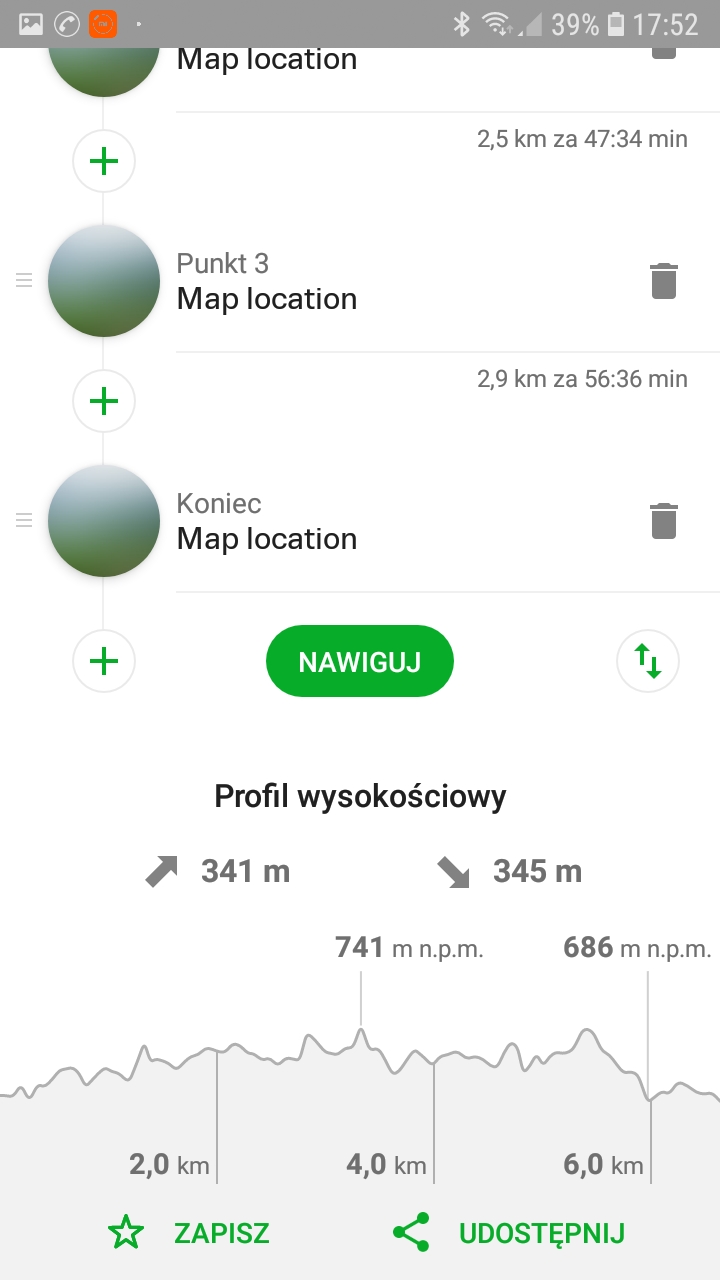 39% 17:52
Map location
2,5 km za 47:34 min
Punkt 3
Map location
2,9 km za 56:36 min
Koniec
Map location
NAWIGUJ
Profil wysokościowy
341 m 345 m
741 m n.p.m. 686 m n.p.m.
2,0 km 4,0 km 6,0 km
ZAPISZ UDOSTĘPNIJ